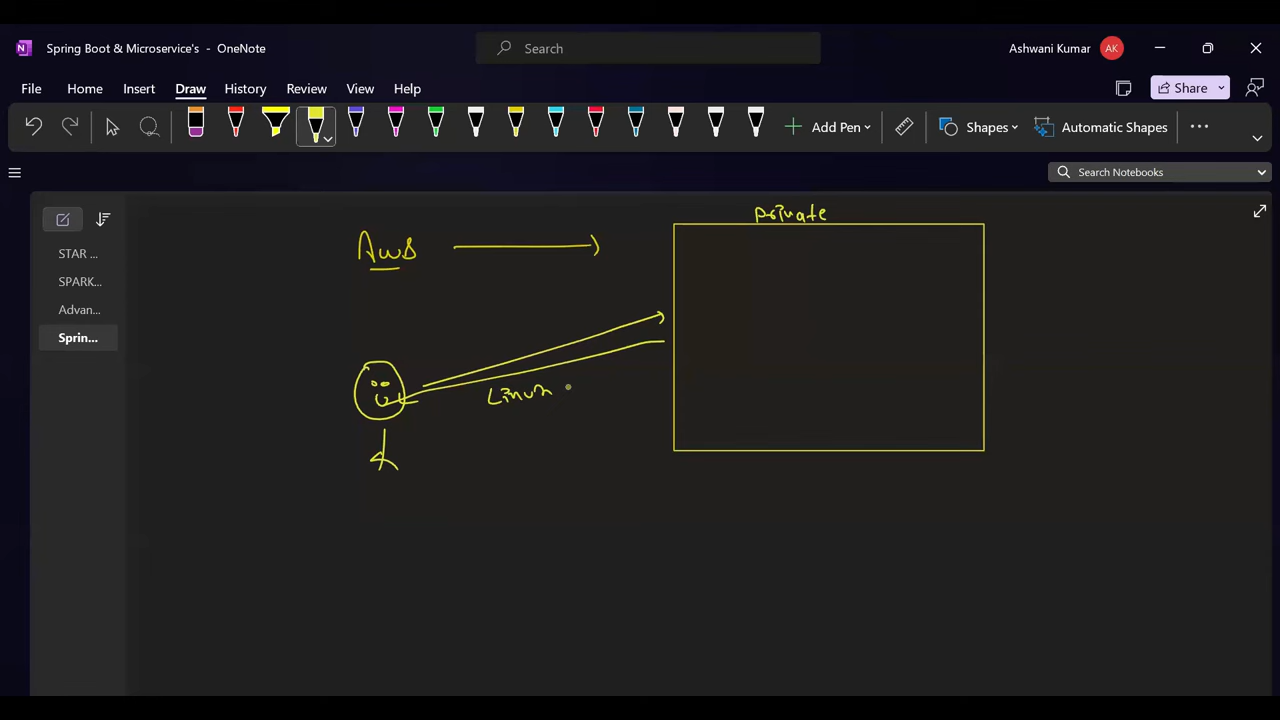 Spring Boot & Microservice's - OneNote
Search
Ashwani Kumar
AK
File Home Insert Draw History Review View Help
Share
Add Pen
Shapes
Automatic Shapes
Search Notebooks
STAR ...
SPARK...
Advan...
Sprin...
Private
AWS
Linux